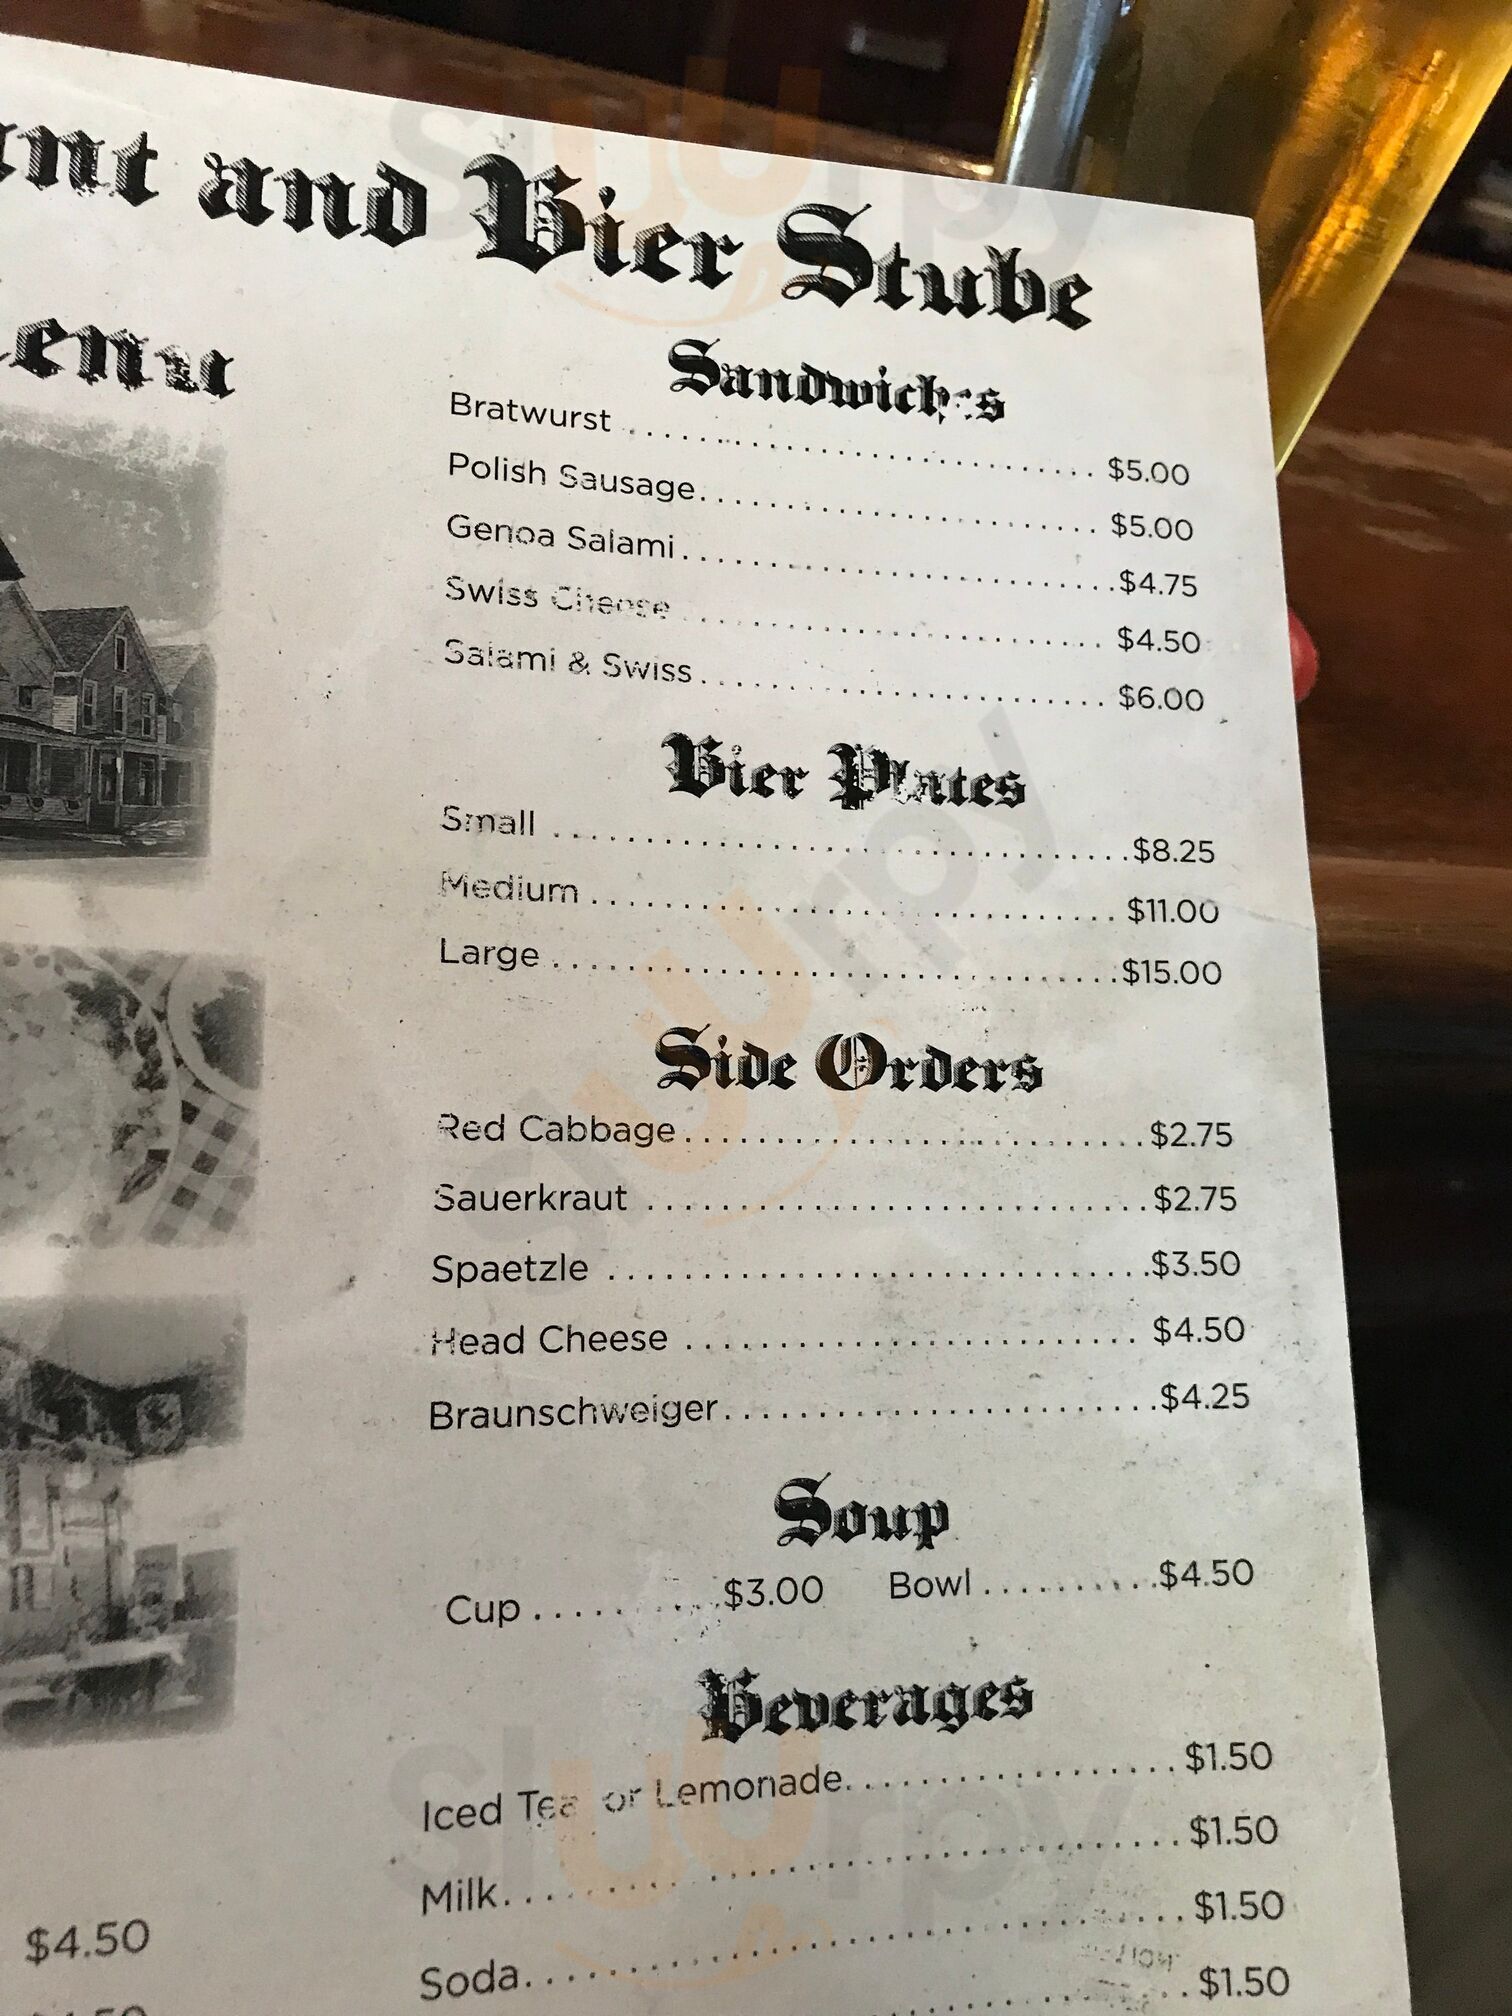 and Bier Stube
Sandwiches
Bratwurst ........ $5.00
Polish Sausage........ $5.00
Genoa Salami........$4.75
Swiss Cheese ........ $4.50
Salami & Swiss........ $6.00
Bier Plates
Small ........$8.25
Medium ........ $11.00
Large ........$15.00
Side Orders
Red Cabbage........$2.75
Sauerkraut ........$2.75
Spaetzle ........$3.50
Head Cheese ........ $4.50
Braunschweiger........$4.25
Soup
Cup ........$3.00 Bowl ........$4.50
Beverages
Iced Tea or Lemonade........$1.50
Milk........$1.50
Soda........$1.50
$1.50
$4.50
slurpy
slurpy
slurpy